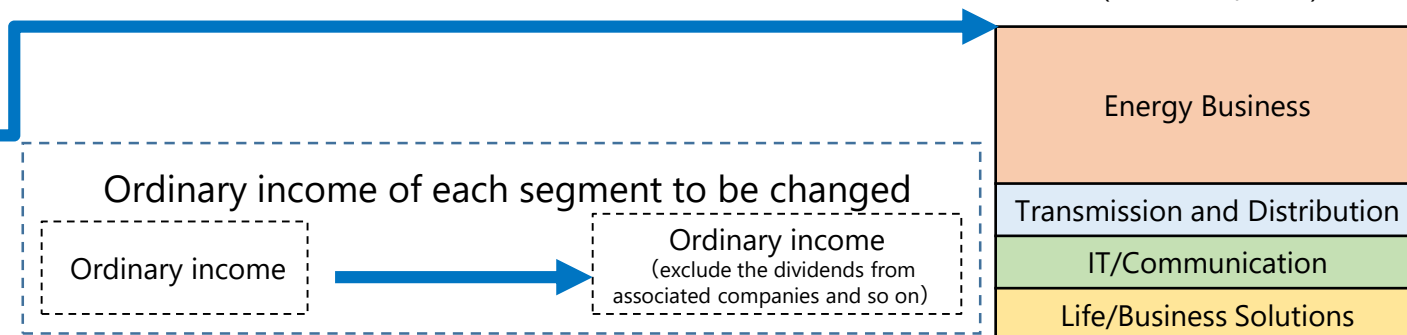 Energy Business
Ordinary income of each segment to be changed
Ordinary income
Ordinary income
（exclude the dividends from
associated companies and so on）
Transmission and Distribution
IT/Communication
Life/Business Solutions